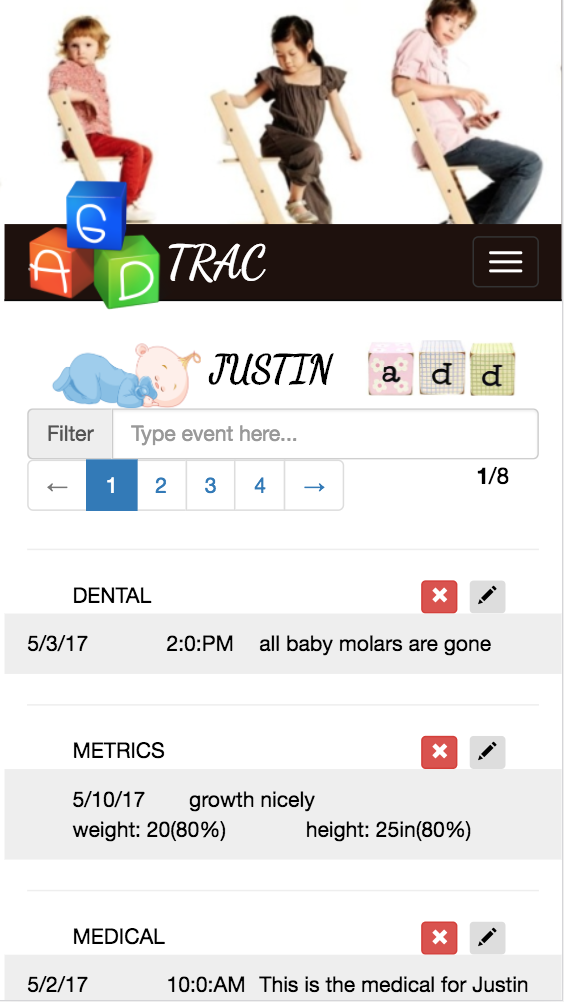 G
A D TRAC
JUSTIN a d d
Filter Type event here...
← 1 2 3 4 → 1/8
DENTAL
5/3/17 2:0:PM all baby molars are gone
METRICS
5/10/17 growth nicely
weight: 20(80%) height: 25in(80%)
MEDICAL
5/2/17 10:0:AM This is the medical for Justin